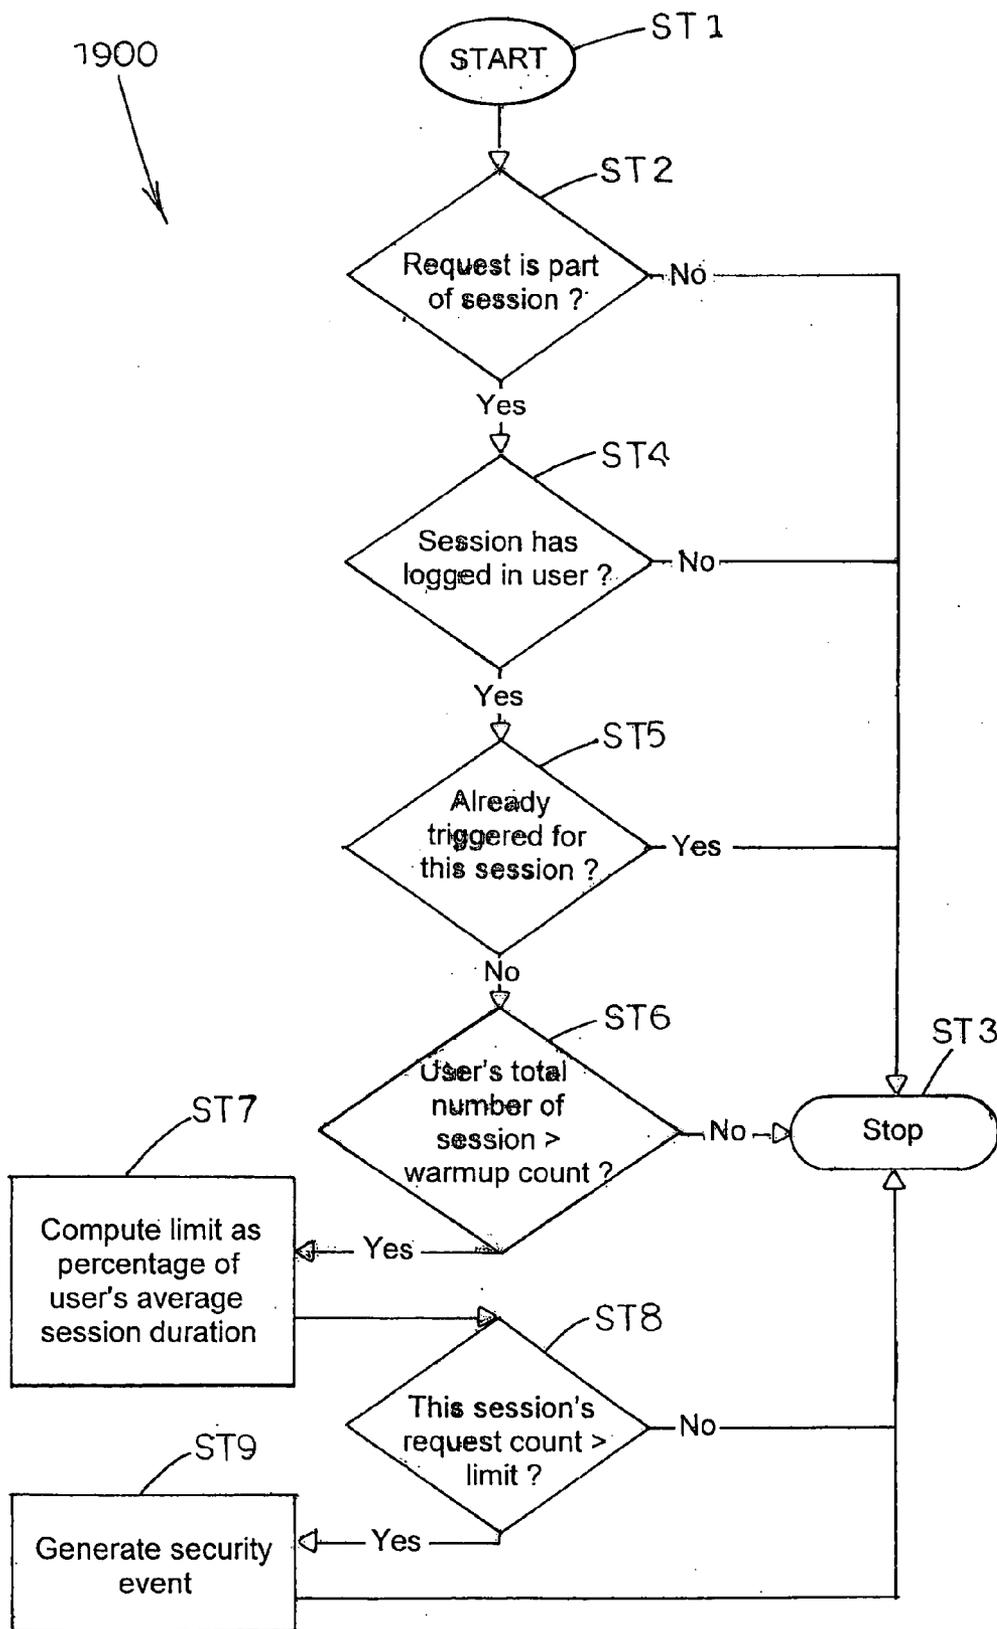 1900
START
ST1
ST2
Request is part
of session ?
No
Yes
ST4
Session has
logged in user ?
No
Yes
ST5
Already
triggered for
this session ?
Yes
No
ST6
User's total
number of
session >
warmup count ?
No
ST3
Stop
ST7
Compute limit as
percentage of
user's average
session duration
Yes
ST8
This session's
request count >
limit ?
No
ST9
Generate security
event
Yes